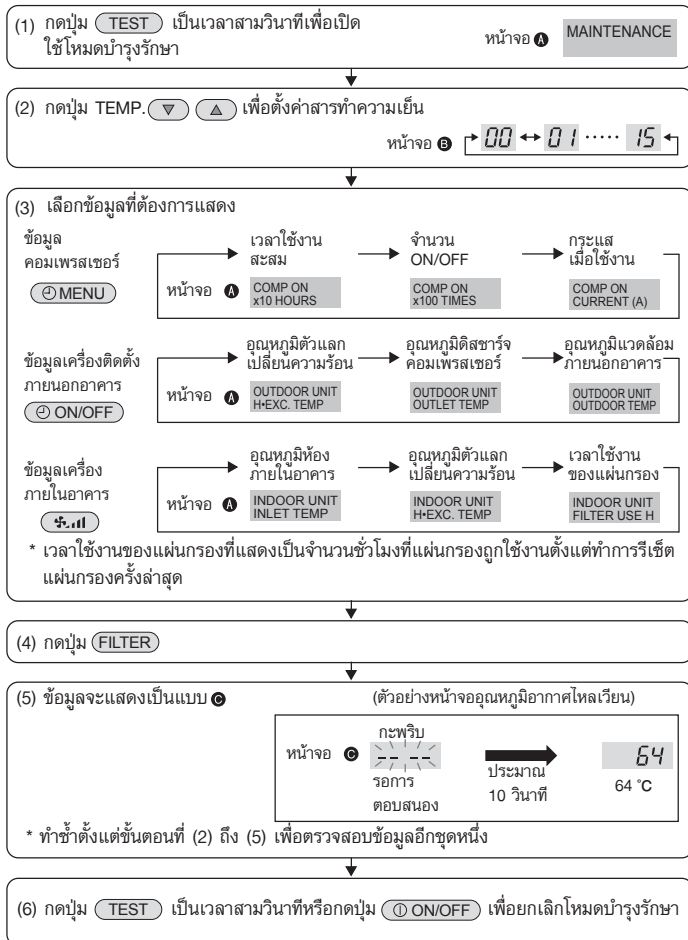 (1) กดปุ่ม TEST เป็นเวลาสามวินาทีเพื่อเปิด
ใช้โหมดบำรุงรักษา
หน้าจอ A MAINTENANCE
(2) กดปุ่ม TEMP. ▽ △ เพื่อตั้งค่าสารทำความเย็น
หน้าจอ B 00 ↔ 01 ..... 15
(3) เลือกข้อมูลที่ต้องการแสดง
ข้อมูล
คอมเพรสเซอร์
MENU
เวลาใช้งาน
สะสม
จำนวน
ON/OFF
กระแส
เมื่อใช้งาน
หน้าจอ A
COMP ON
x10 HOURS
COMP ON
x100 TIMES
COMP ON
CURRENT (A)
ข้อมูลเครื่องติดตั้ง
ภายนอกอาคาร
ON/OFF
อุณหภูมิตัวแลก
เปลี่ยนความร้อน
อุณหภูมิดิสชาร์จ
คอมเพรสเซอร์
อุณหภูมิแวดล้อม
ภายนอกอาคาร
หน้าจอ A
OUTDOOR UNIT
H•EXC. TEMP
OUTDOOR UNIT
OUTLET TEMP
OUTDOOR UNIT
OUTDOOR TEMP
ข้อมูลเครื่อง
ภายในอาคาร
อุณหภูมิห้อง
ภายในอาคาร
อุณหภูมิตัวแลก
เปลี่ยนความร้อน
เวลาใช้งาน
ของแผ่นกรอง
หน้าจอ A
INDOOR UNIT
INLET TEMP
INDOOR UNIT
H•EXC. TEMP
INDOOR UNIT
FILTER USE H
* เวลาใช้งานของแผ่นกรองที่แสดงเป็นจำนวนชั่วโมงที่แผ่นกรองถูกใช้งานตั้งแต่ทำการรีเซ็ต
แผ่นกรองครั้งล่าสุด
(4) กดปุ่ม FILTER
(5) ข้อมูลจะแสดงเป็นแบบ C
(ตัวอย่างหน้าจออุณหภูมิอากาศไหลเวียน)
กะพริบ
หน้าจอ C -- --
รอการ
ตอบสนอง
ประมาณ
10 วินาที
64
64 °C
* ทำซ้ำตั้งแต่ขั้นตอนที่ (2) ถึง (5) เพื่อตรวจสอบข้อมูลอีกชุดหนึ่ง
(6) กดปุ่ม TEST เป็นเวลาสามวินาทีหรือกดปุ่ม ON/OFF เพื่อยกเลิกโหมดบำรุงรักษา